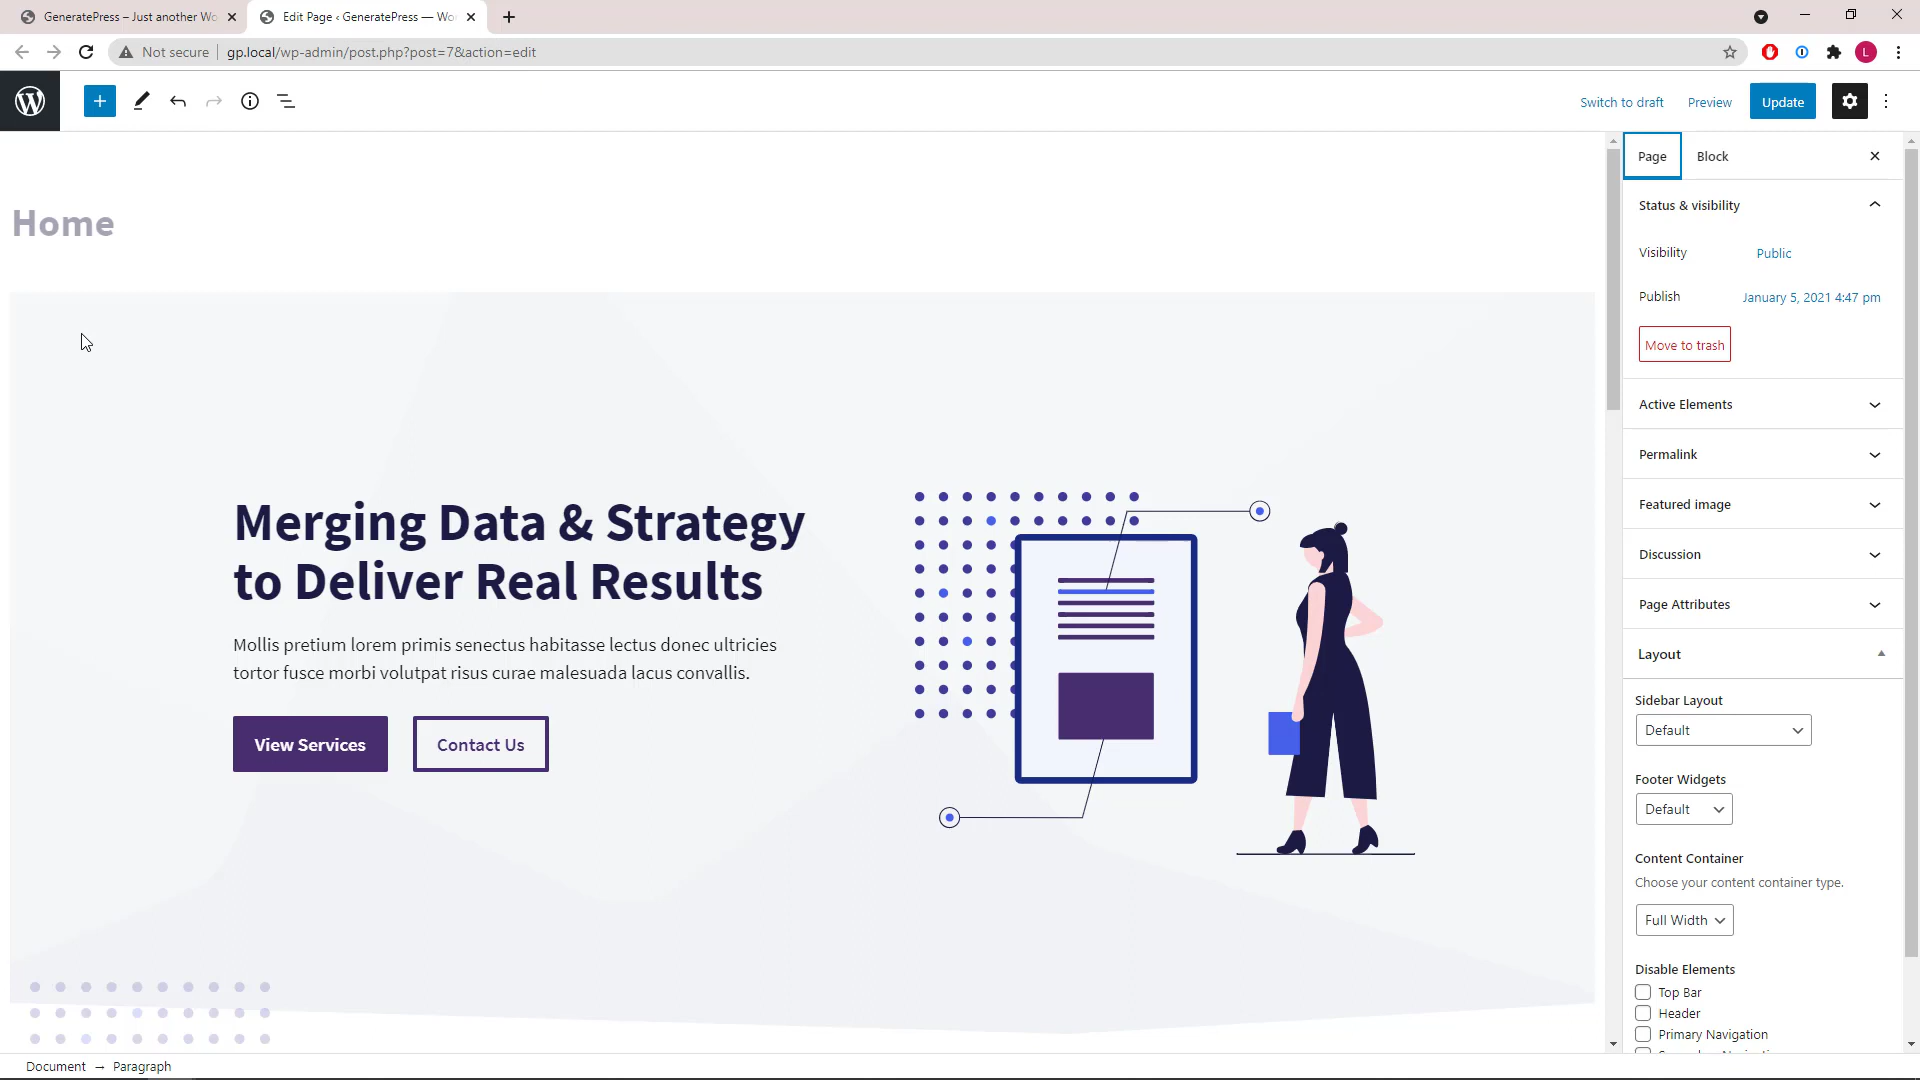 GeneratePress – Just another Wo
Edit Page ‹ GeneratePress — Wo
Not secure
gp.local/wp-admin/post.php?post=7&action=edit
L
Switch to draft
Preview
Update
Page
Block
Home
Status & visibility
Visibility
Public
Publish
January 5, 2021 4:47 pm
Move to trash
Active Elements
Permalink
Featured image
Discussion
Page Attributes
Layout
Merging Data & Strategy
to Deliver Real Results
Mollis pretium lorem primis senectus habitasse lectus donec ultricies
tortor fusce morbi volutpat risus curae malesuada lacus convallis.
View Services
Contact Us
Sidebar Layout
Default
Footer Widgets
Default
Content Container
Choose your content container type.
Full Width
Disable Elements
Top Bar
Header
Primary Navigation
Document → Paragraph